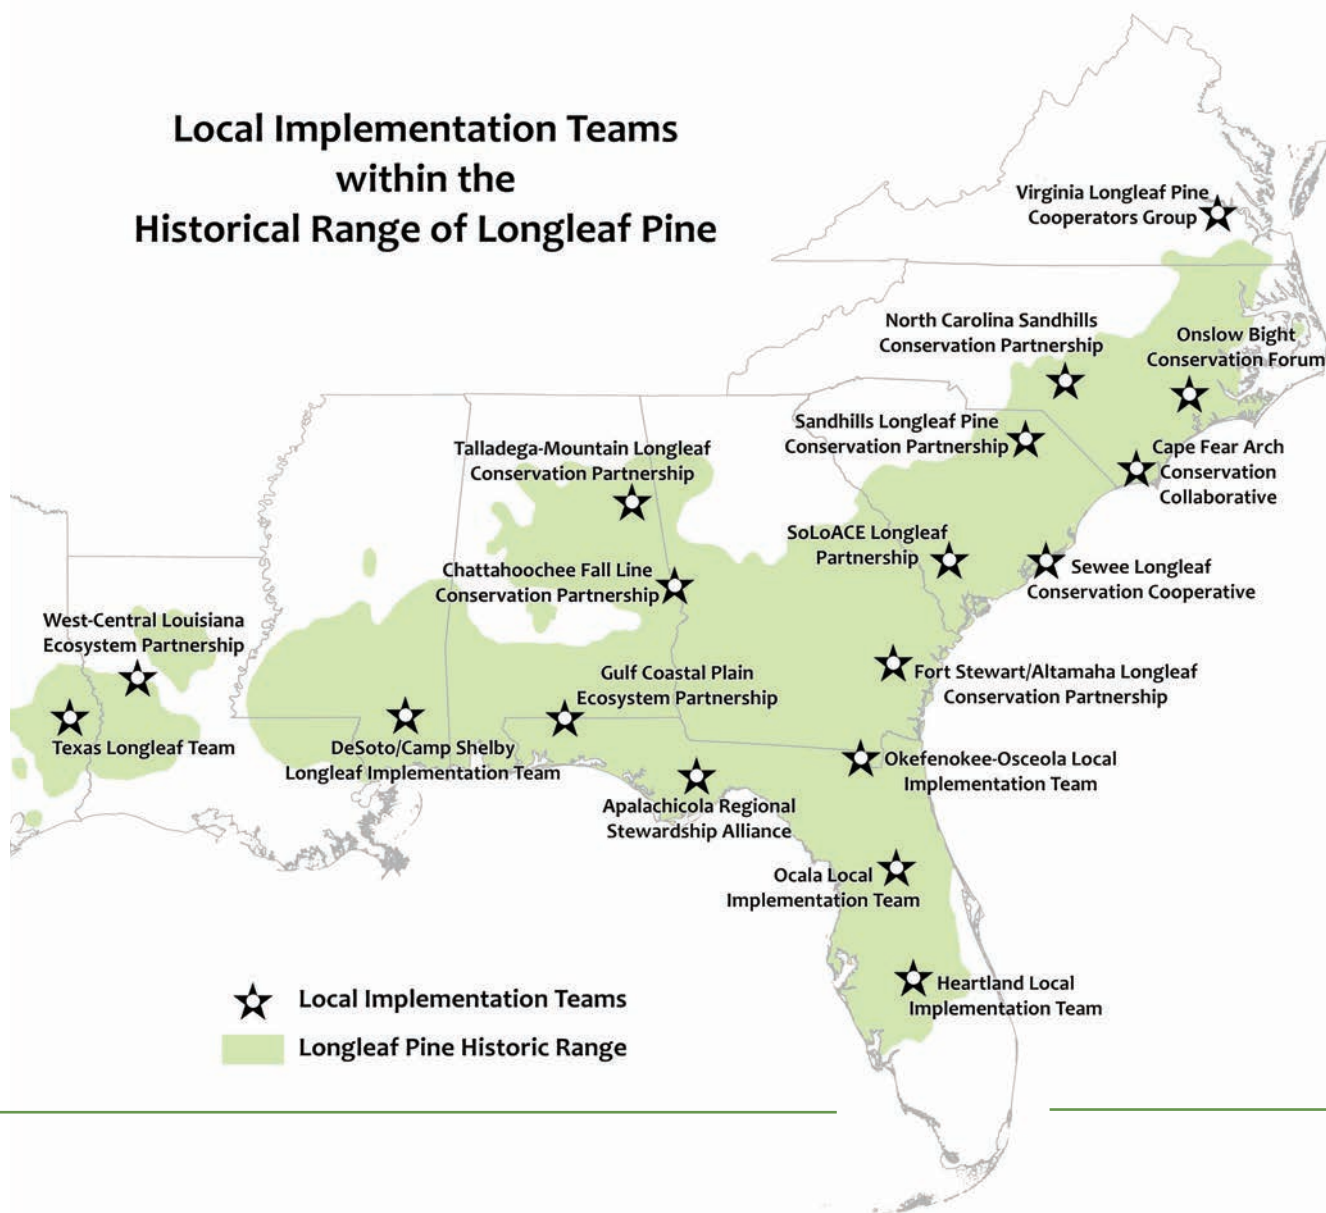 Local Implementation Teams
within the
Historical Range of Longleaf Pine
Virginia Longleaf Pine
Cooperators Group
North Carolina Sandhills
Conservation Partnership
Onslow Bight
Conservation Forum
Sandhills Longleaf Pine
Conservation Partnership
Cape Fear Arch
Conservation
Collaborative
Talladega-Mountain Longleaf
Conservation Partnership
SoLoACE Longleaf
Partnership
Sewee Longleaf
Conservation Cooperative
Chattahoochee Fall Line
Conservation Partnership
West-Central Louisiana
Ecosystem Partnership
Gulf Coastal Plain
Ecosystem Partnership
Fort Stewart/Altamaha Longleaf
Conservation Partnership
Texas Longleaf Team
DeSoto/Camp Shelby
Longleaf Implementation Team
Okefenokee-Osceola Local
Implementation Team
Apalachicola Regional
Stewardship Alliance
Ocala Local
Implementation Team
Heartland Local
Implementation Team
Local Implementation Teams
Longleaf Pine Historic Range